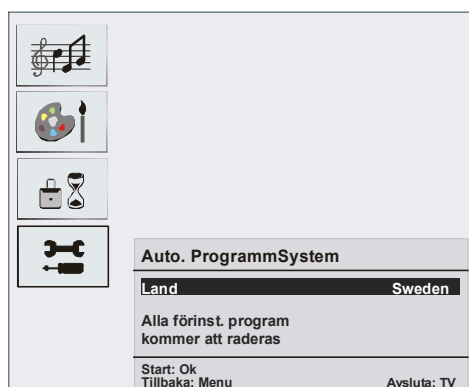 Auto. ProgrammSystem
Land Sweden
Alla förinst. program
kommer att raderas
Start: Ok
Tillbaka: Menu Avsluta: TV